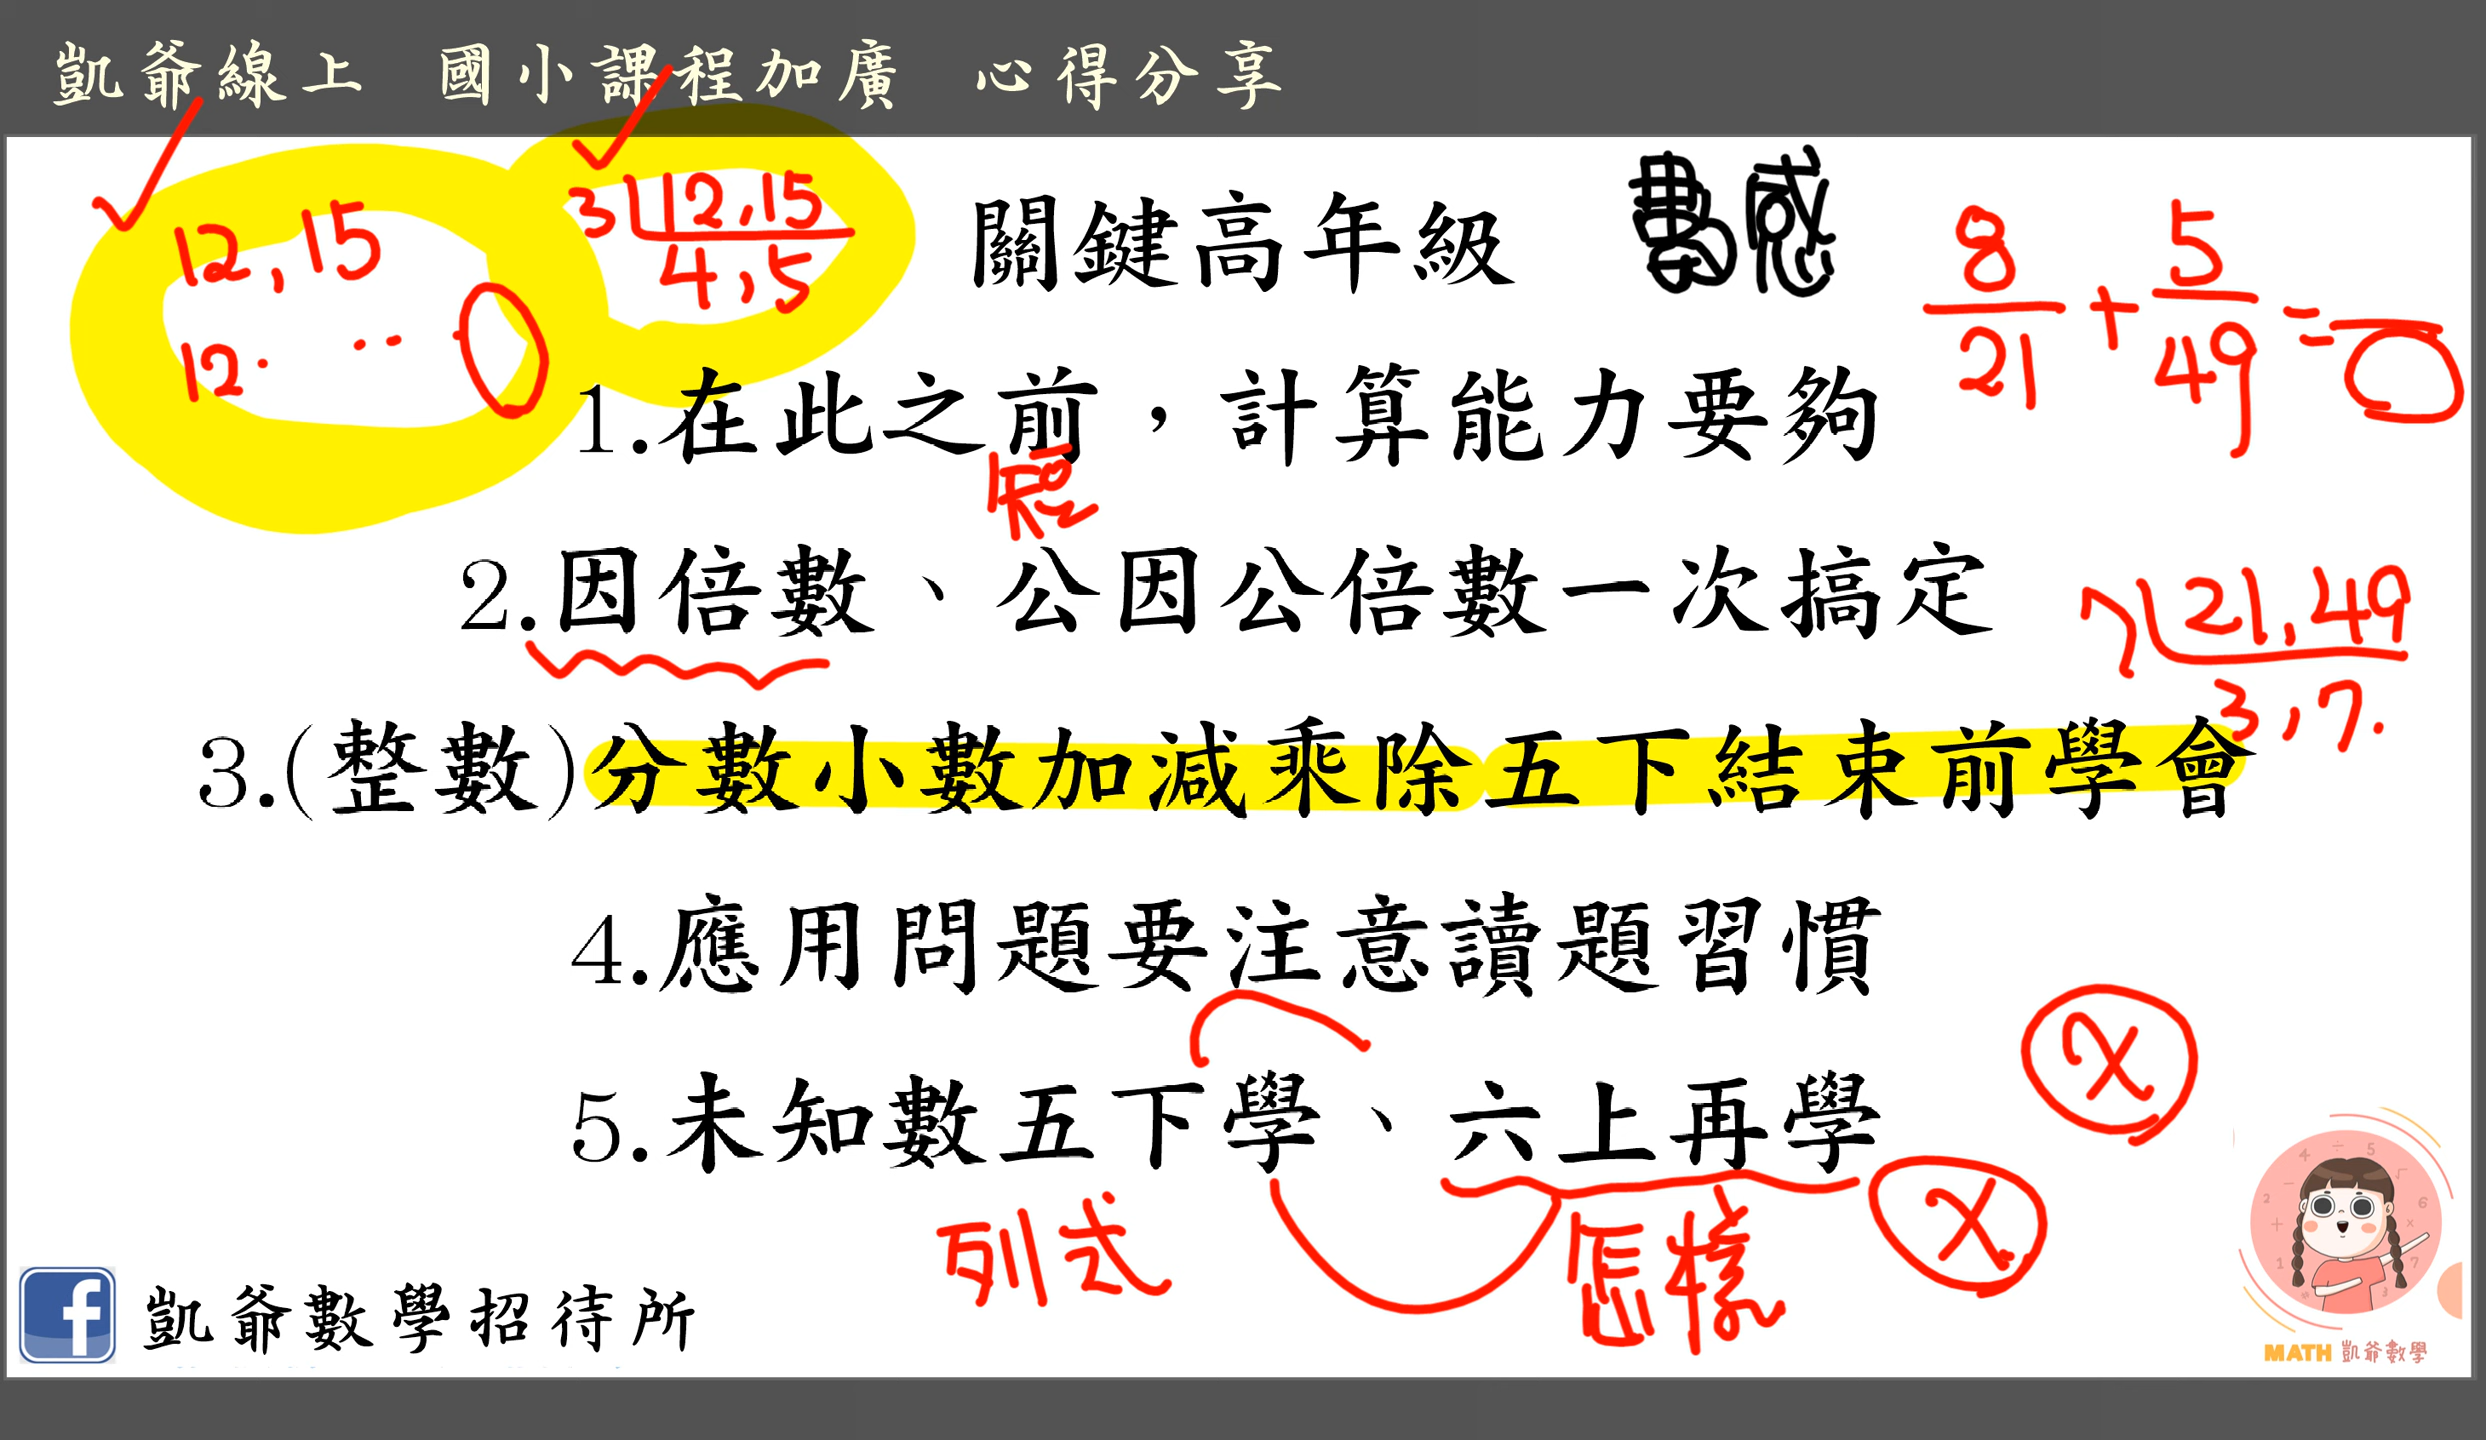 凱爺線上 國小課程加廣 心得分享
12,15
12.
3 12,15
4,5
關鍵高年級
數感
8/21 + 5/49 =
1.在此之前，計算能力要夠
短
2.因倍數、公因公倍數一次搞定
7 21,49
3,7.
3.(整數)分數小數加減乘除五下結束前學會
4.應用問題要注意讀題習慣
X
5.未知數五下學、六上再學
X
列式
怎樣
凱爺數學招待所
MATH 凱爺數學